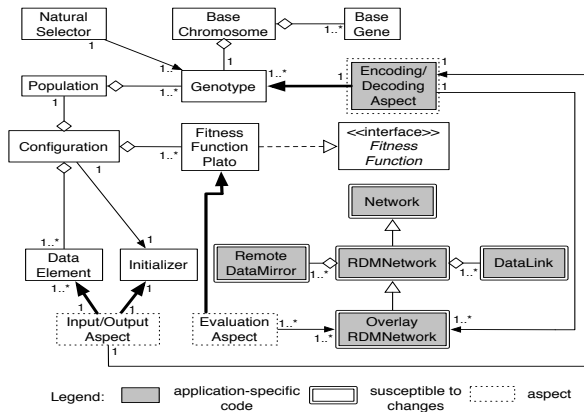 Natural
Selector
Base
Chromosome
Base
Gene
1
1
1..*
1..*
1..*
Population
1..*
Genotype
1
Encoding/
Decoding
Aspect
1
1
1
Configuration
1..*
Fitness
Function
Plato
<<interface>>
Fitness
Function
1
Network
1..*
1
Data
Element
Initializer
Remote
DataMirror
1..*
RDMNetwork
1..*
DataLink
1..*
1
1
1
Input/Output
Aspect
1
Evaluation
Aspect
1..*
1..*
Overlay
RDMNetwork
1..*
Legend:
application-specific
code
susceptible to
changes
aspect